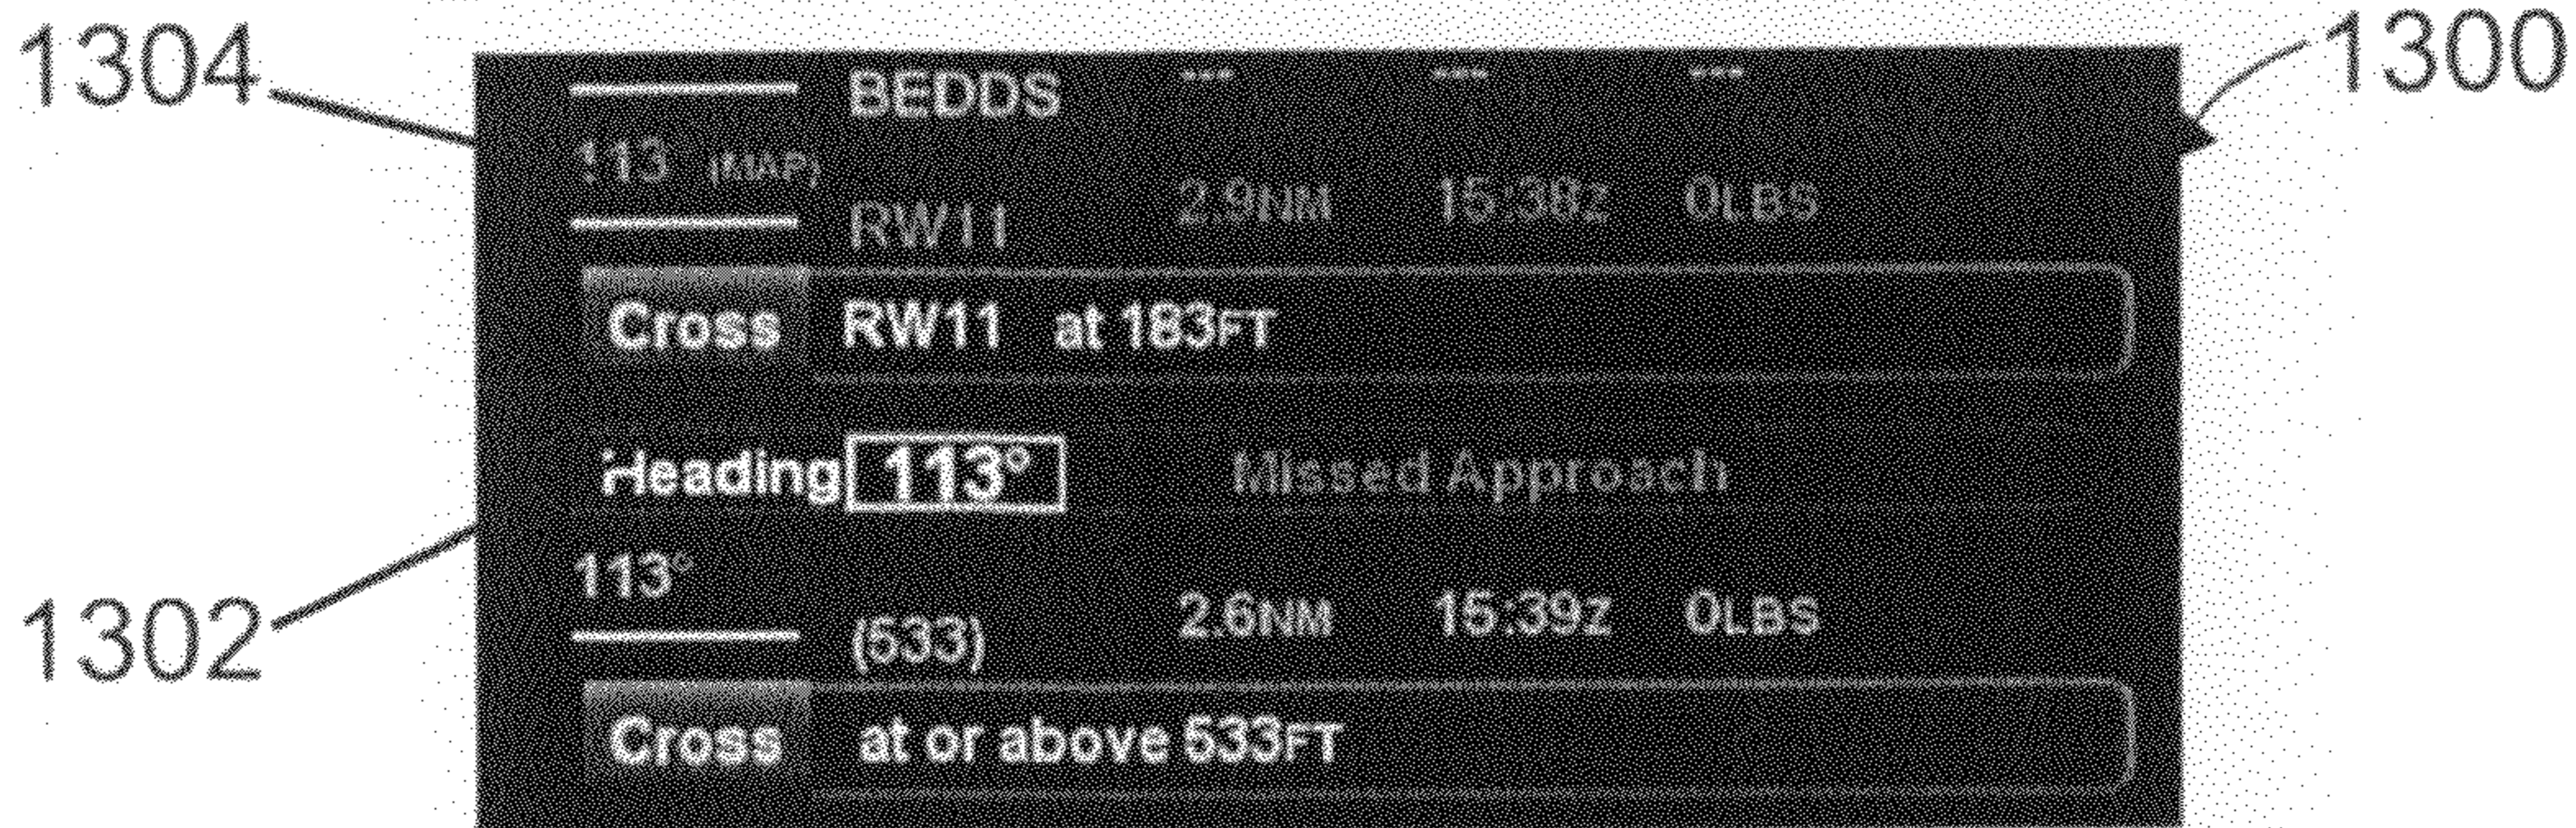 1304
1300
BEDDS --- --- ---
113 (MAP)
RW11 2.9NM 15:38Z 0LBS
Cross RW11 at 183FT
Heading 113° Missed Approach
113°
(533) 2.6NM 15:39Z 0LBS
1302
Cross at or above 533FT